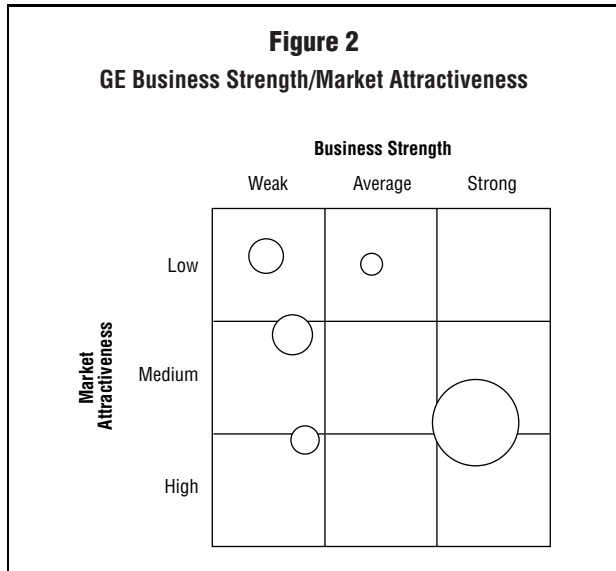 Figure 2
GE Business Strength/Market Attractiveness
Business Strength
Weak Average Strong
Low
Market
Attractiveness
Medium
High